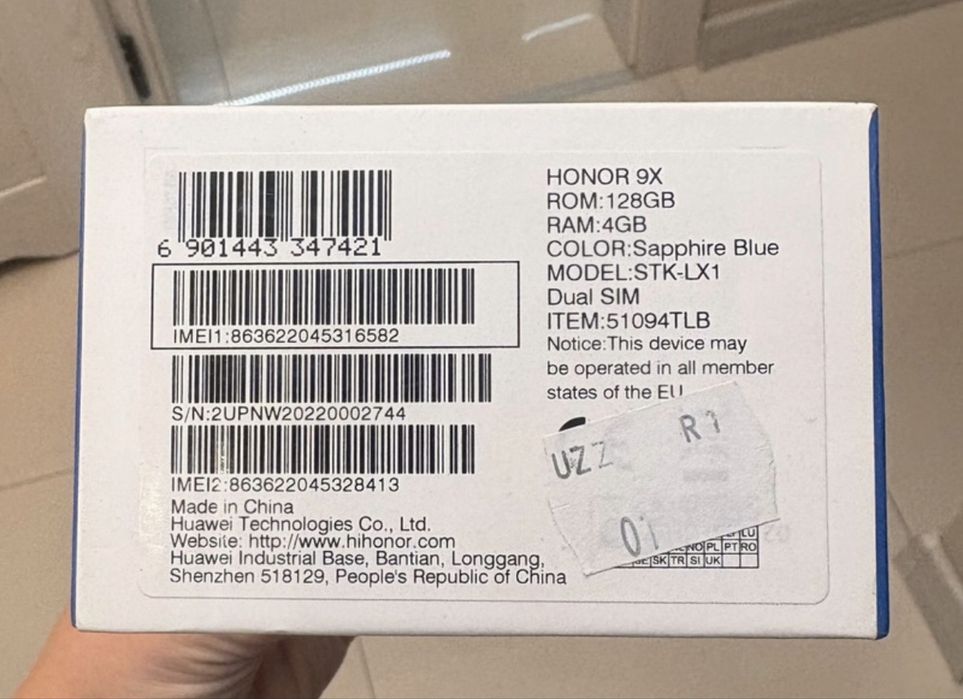 6 901443 347421
IMEI1:863622045316582
S/N:2UPNW20220002744
IMEI2:863622045328413
Made in China
Huawei Technologies Co., Ltd.
Website: http://www.hihonor.com
Huawei Industrial Base, Bantian, Longgang,
Shenzhen 518129, People's Republic of China
HONOR 9X
ROM:128GB
RAM:4GB
COLOR:Sapphire Blue
MODEL:STK-LX1
Dual SIM
ITEM:51094TLB
Notice:This device may
be operated in all member
states of the EU
UZZ R1
LU
NO PL PT RO
SK TR SI UK